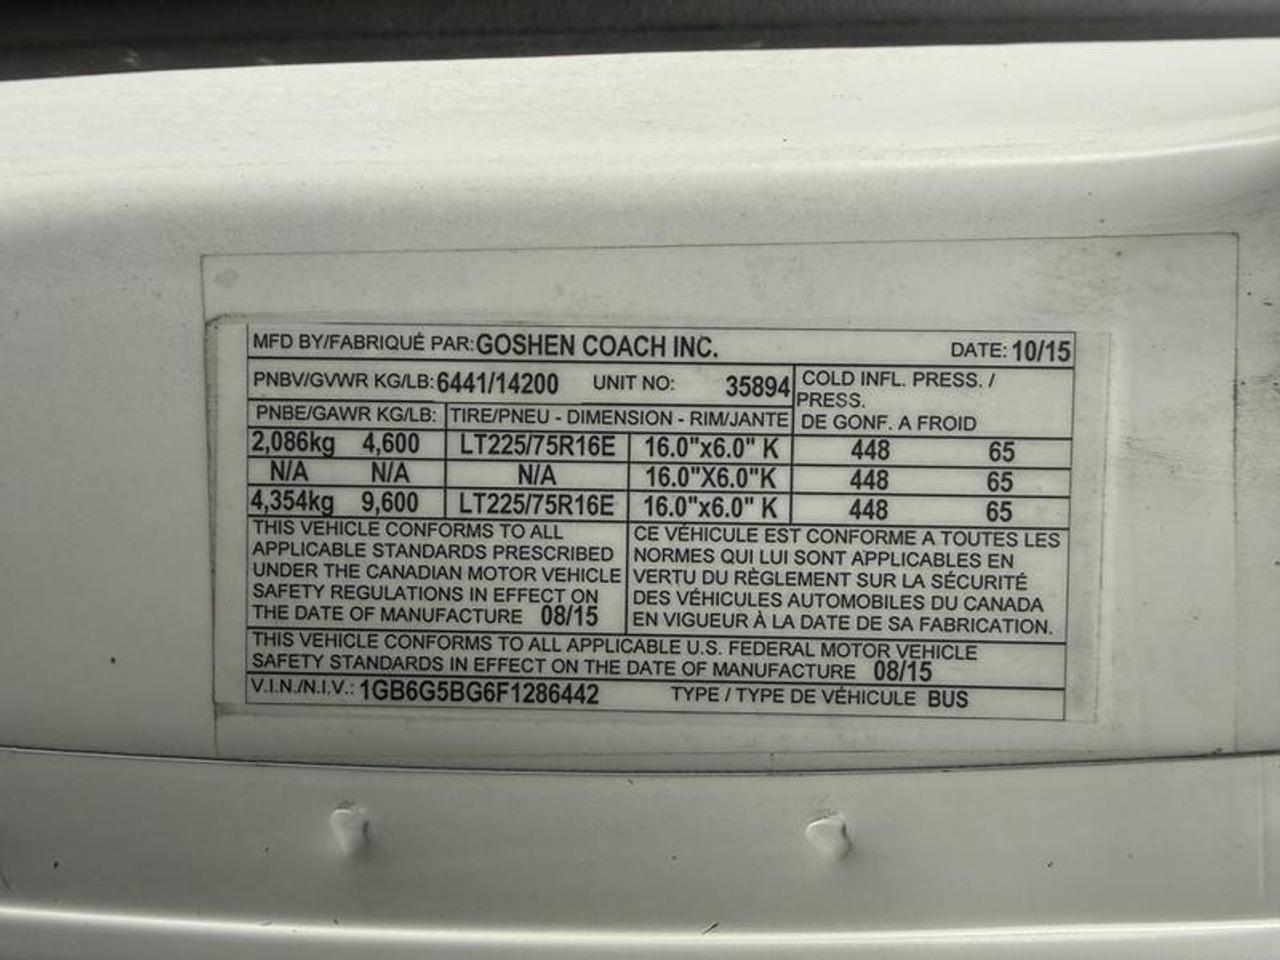 MFD BY/FABRIQUÉ PAR: GOSHEN COACH INC. DATE: 10/15
PNBV/GVWR KG/LB: 6441/14200 UNIT NO: 35894
COLD INFL. PRESS. /
PRESS.
DE GONF. A FROID
PNBE/GAWR KG/LB: TIRE/PNEU - DIMENSION - RIM/JANTE
2,086kg 4,600 LT225/75R16E 16.0"x6.0" K 448 65
N/A N/A N/A 16.0"X6.0"K 448 65
4,354kg 9,600 LT225/75R16E 16.0"x6.0" K 448 65
THIS VEHICLE CONFORMS TO ALL
APPLICABLE STANDARDS PRESCRIBED
UNDER THE CANADIAN MOTOR VEHICLE
SAFETY REGULATIONS IN EFFECT ON
THE DATE OF MANUFACTURE 08/15
CE VÉHICULE EST CONFORME A TOUTES LES
NORMES QUI LUI SONT APPLICABLES EN
VERTU DU RÈGLEMENT SUR LA SÉCURITÉ
DES VÉHICULES AUTOMOBILES DU CANADA
EN VIGUEUR À LA DATE DE SA FABRICATION.
THIS VEHICLE CONFORMS TO ALL APPLICABLE U.S. FEDERAL MOTOR VEHICLE
SAFETY STANDARDS IN EFFECT ON THE DATE OF MANUFACTURE 08/15
V.I.N./N.I.V.: 1GB6G5BG6F1286442 TYPE / TYPE DE VÉHICULE BUS